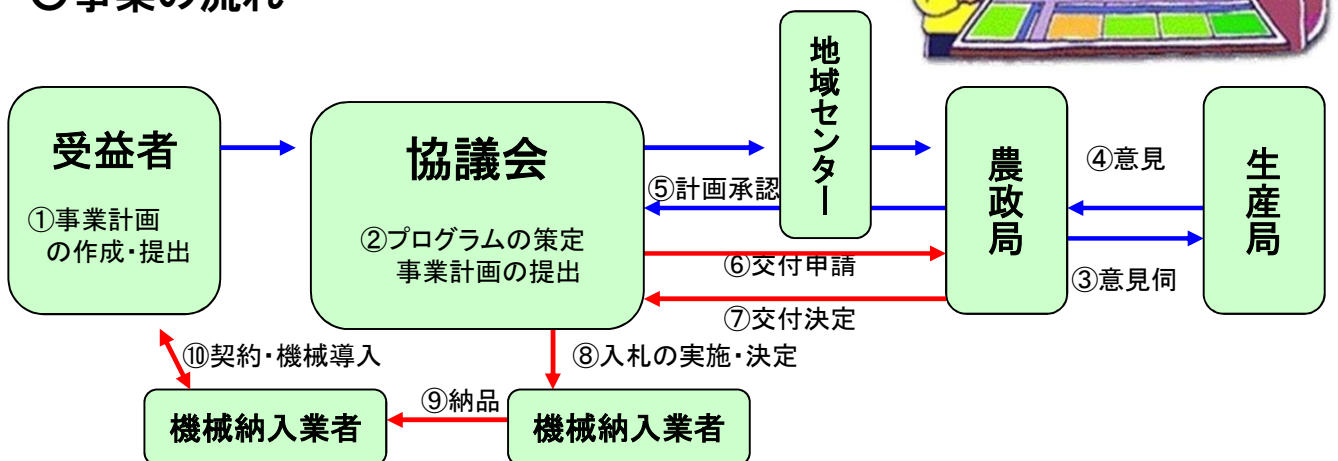 〇事業の流れ
受益者
①事業計画
の作成・提出
協議会
②プログラムの策定
事業計画の提出
地域センター
農政局
生産局
④意見
③意見伺
⑤計画承認
⑥交付申請
⑦交付決定
⑧入札の実施・決定
⑩契約・機械導入
⑨納品
機械納入業者
機械納入業者